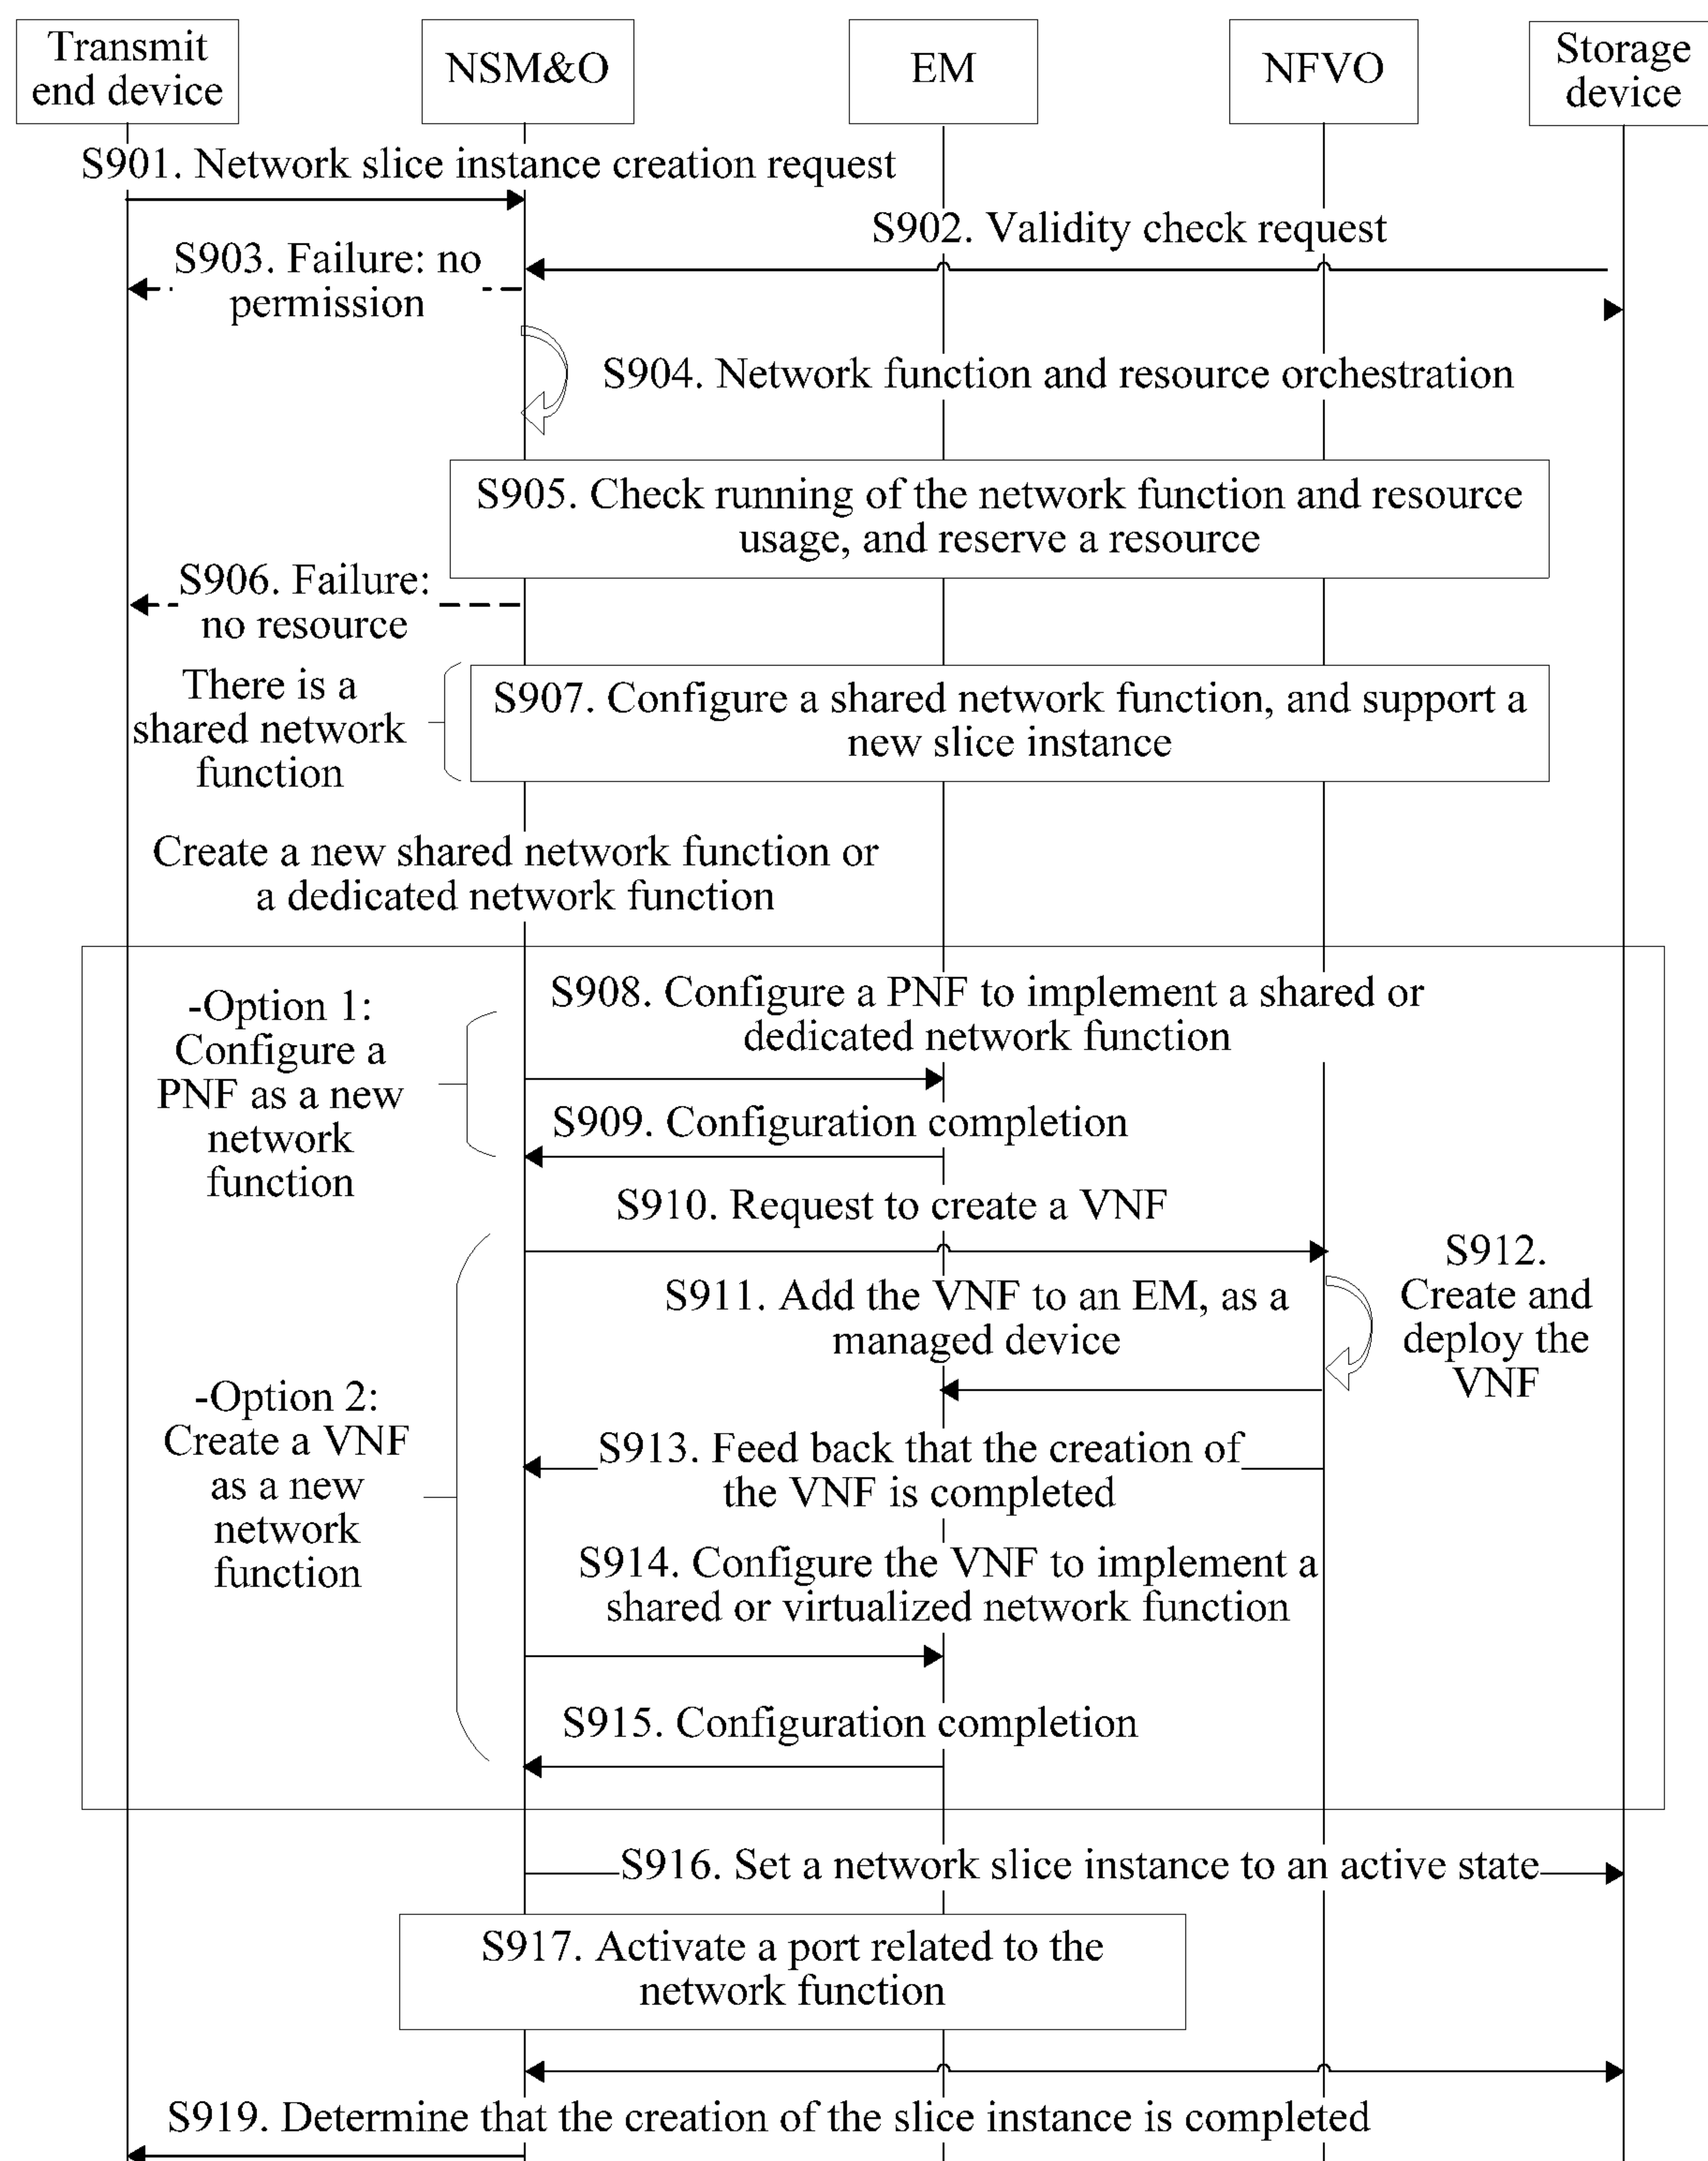 Transmit
end device
NSM&O
EM
NFVO
Storage
device
S901. Network slice instance creation request
S902. Validity check request
S903. Failure: no
permission
S904. Network function and resource orchestration
S905. Check running of the network function and resource
usage, and reserve a resource
S906. Failure:
no resource
There is a
shared network
function
S907. Configure a shared network function, and support a
new slice instance
Create a new shared network function or
a dedicated network function
-Option 1:
Configure a
PNF as a new
network
function
S908. Configure a PNF to implement a shared or
dedicated network function
S909. Configuration completion
S910. Request to create a VNF
S911. Add the VNF to an EM, as a
managed device
S912.
Create and
deploy the
VNF
-Option 2:
Create a VNF
as a new
network
function
S913. Feed back that the creation of
the VNF is completed
S914. Configure the VNF to implement a
shared or virtualized network function
S915. Configuration completion
S916. Set a network slice instance to an active state
S917. Activate a port related to the
network function
S919. Determine that the creation of the slice instance is completed